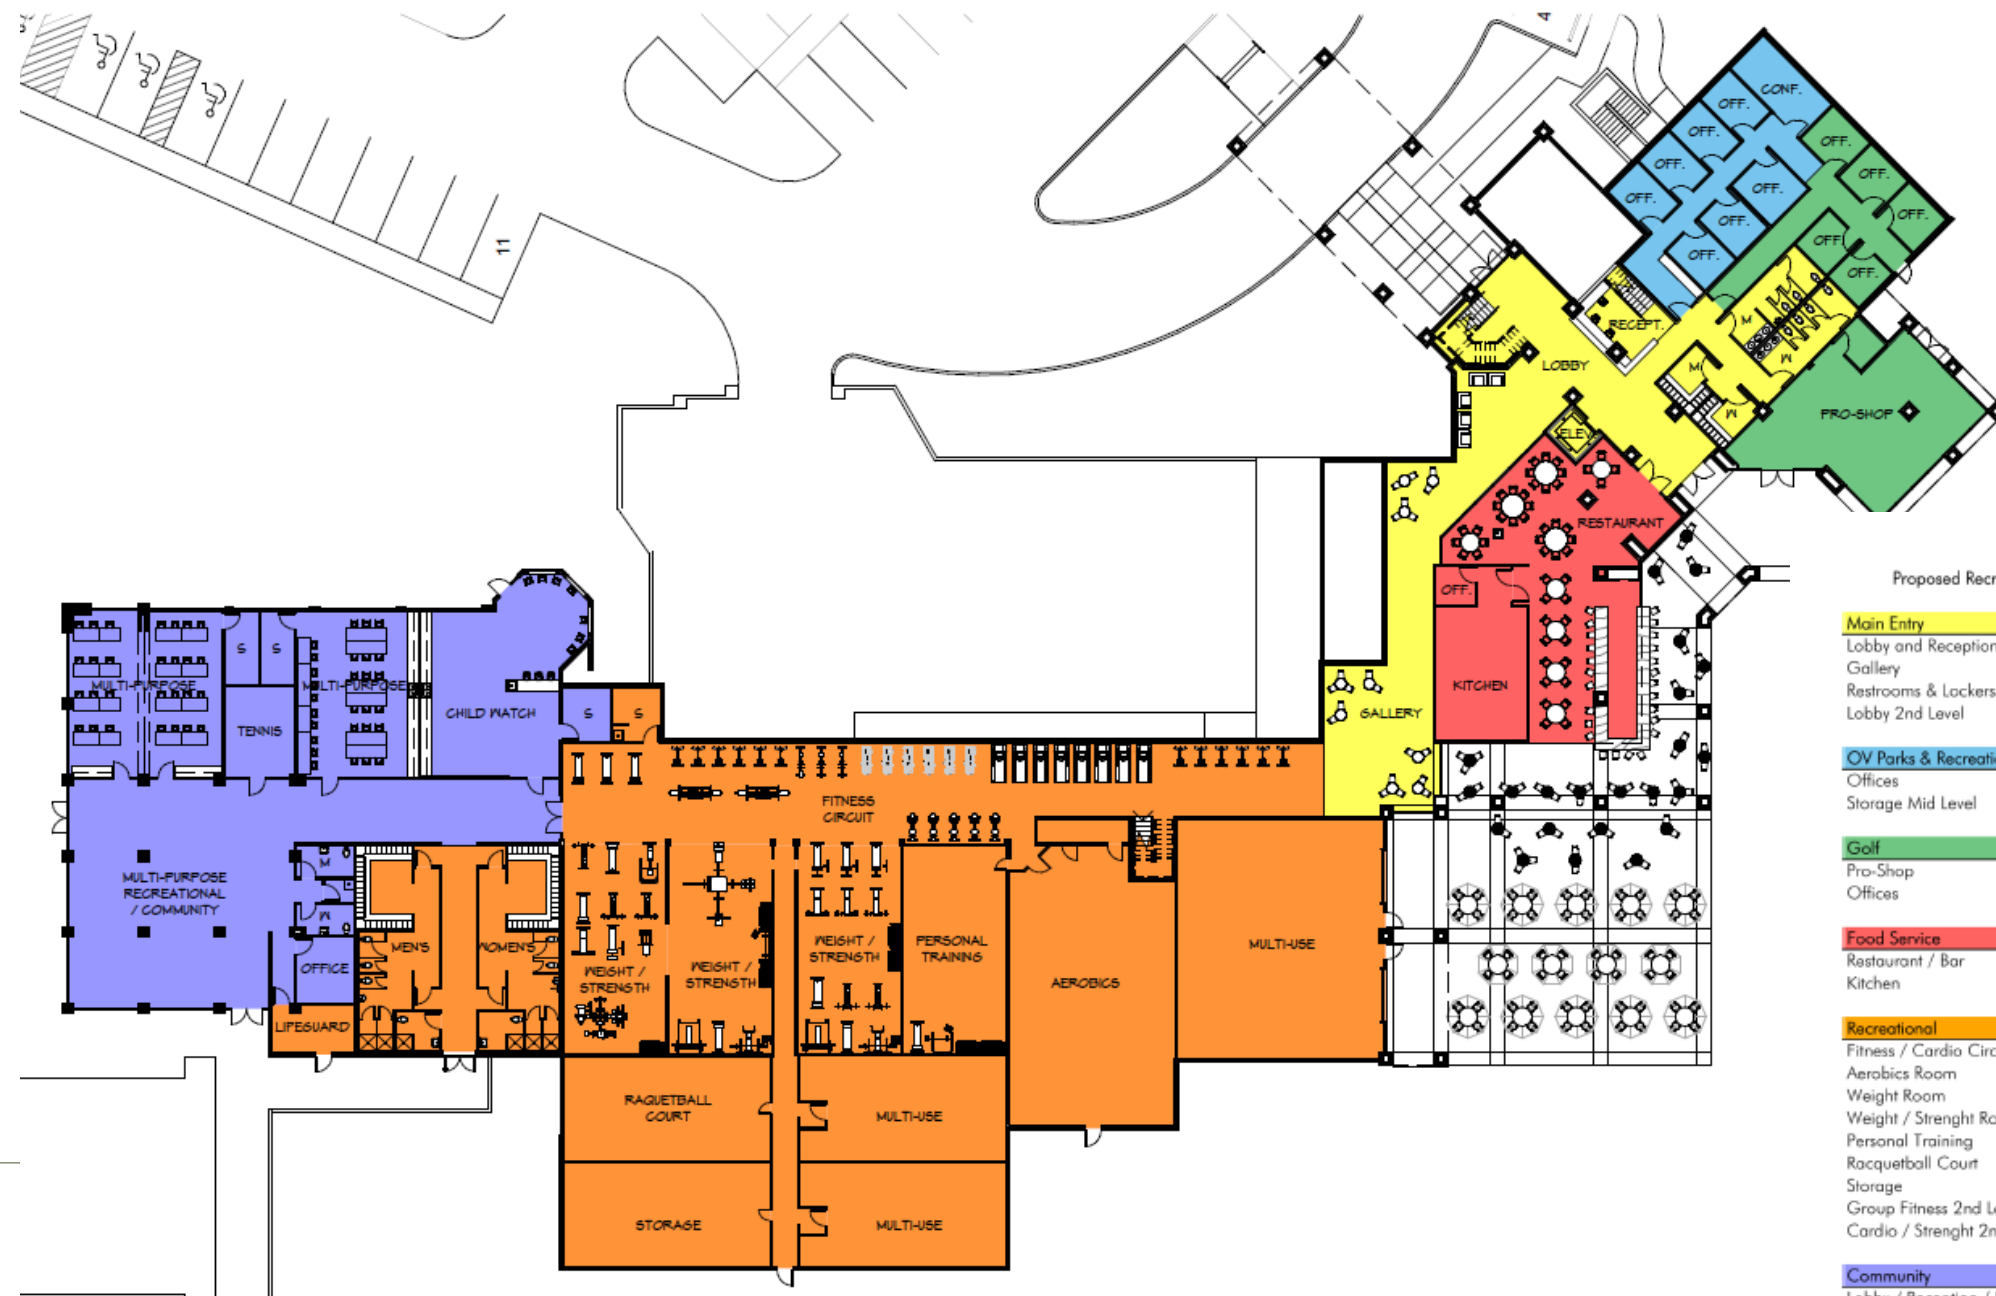 4
11
CONF.
OFF.
OFF.
OFF.
OFF.
OFF.
OFF.
OFF.
OFF.
OFF.
OFF.
OFF.
OFF.
RECEPT.
M
M
M
W
LOBBY
ELEV
PRO-SHOP
RESTAURANT
OFF.
KITCHEN
GALLERY
S
S
MULTI-PURPOSE
MULTI-PURPOSE
TENNIS
CHILD WATCH
S
S
FITNESS
CIRCUIT
MULTI-PURPOSE
RECREATIONAL
/ COMMUNITY
M
W
OFFICE
LIFEGUARD
MEN'S
WOMEN'S
WEIGHT /
STRENGTH
WEIGHT /
STRENGTH
WEIGHT /
STRENGTH
PERSONAL
TRAINING
AEROBICS
MULTI-USE
RAQUETBALL
COURT
MULTI-USE
STORAGE
MULTI-USE
Proposed Recr
Main Entry
Lobby and Reception
Gallery
Restrooms & Lockers
Lobby 2nd Level
OV Parks & Recreati
Offices
Storage Mid Level
Golf
Pro-Shop
Offices
Food Service
Restaurant / Bar
Kitchen
Recreational
Fitness / Cardio Circ
Aerobics Room
Weight Room
Weight / Strenght Ro
Personal Training
Racquetball Court
Storage
Group Fitness 2nd L
Cardio / Strenght 2n
Community